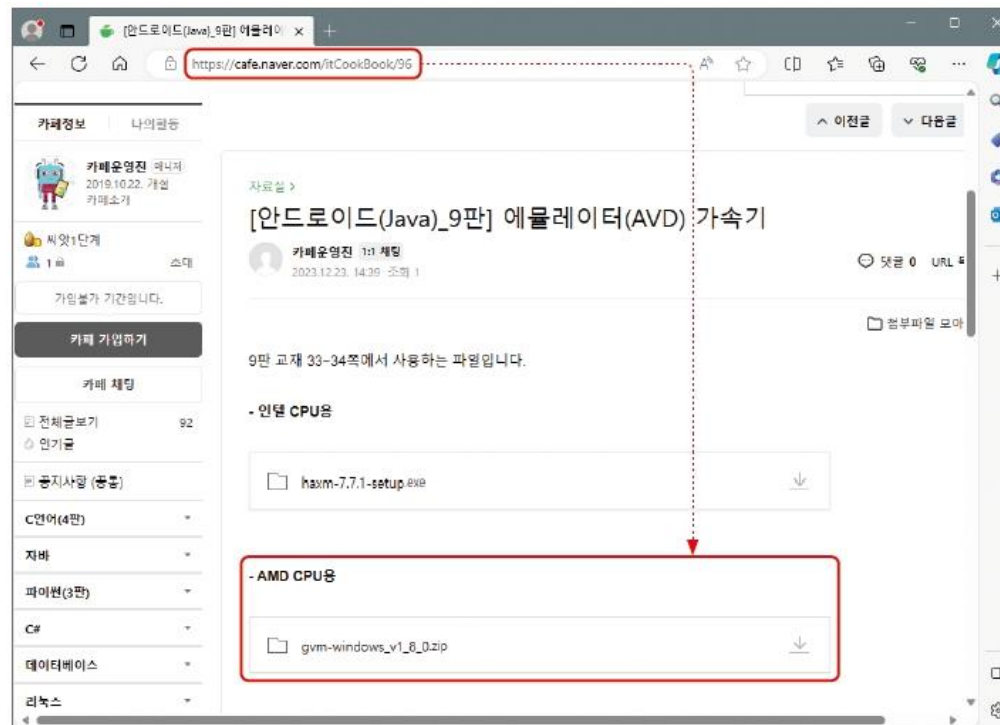 [안드로이드(Java)_9판] 에뮬레이
https://cafe.naver.com/itCookBook/96
카페정보 나의활동
이전글 다음글
카페운영진 매니저
2019.10.22. 개설
카페소개
씨앗1단계
1 초대
가입불가 기간입니다.
카페 가입하기
카페 채팅
전체글보기 92
인기글
공지사항 (공통)
C언어(4판)
자바
파이썬(3판)
C#
데이터베이스
리눅스
자료실 >
[안드로이드(Java)_9판] 에뮬레이터(AVD) 가속기
카페운영진 1:1 채팅
2023.12.23. 14:39 조회 1
댓글 0 URL
첨부파일 모아
9판 교재 33-34쪽에서 사용하는 파일입니다.
- 인텔 CPU용
haxm-7.7.1-setup.exe
- AMD CPU용
gvm-windows_v1_8_0.zip